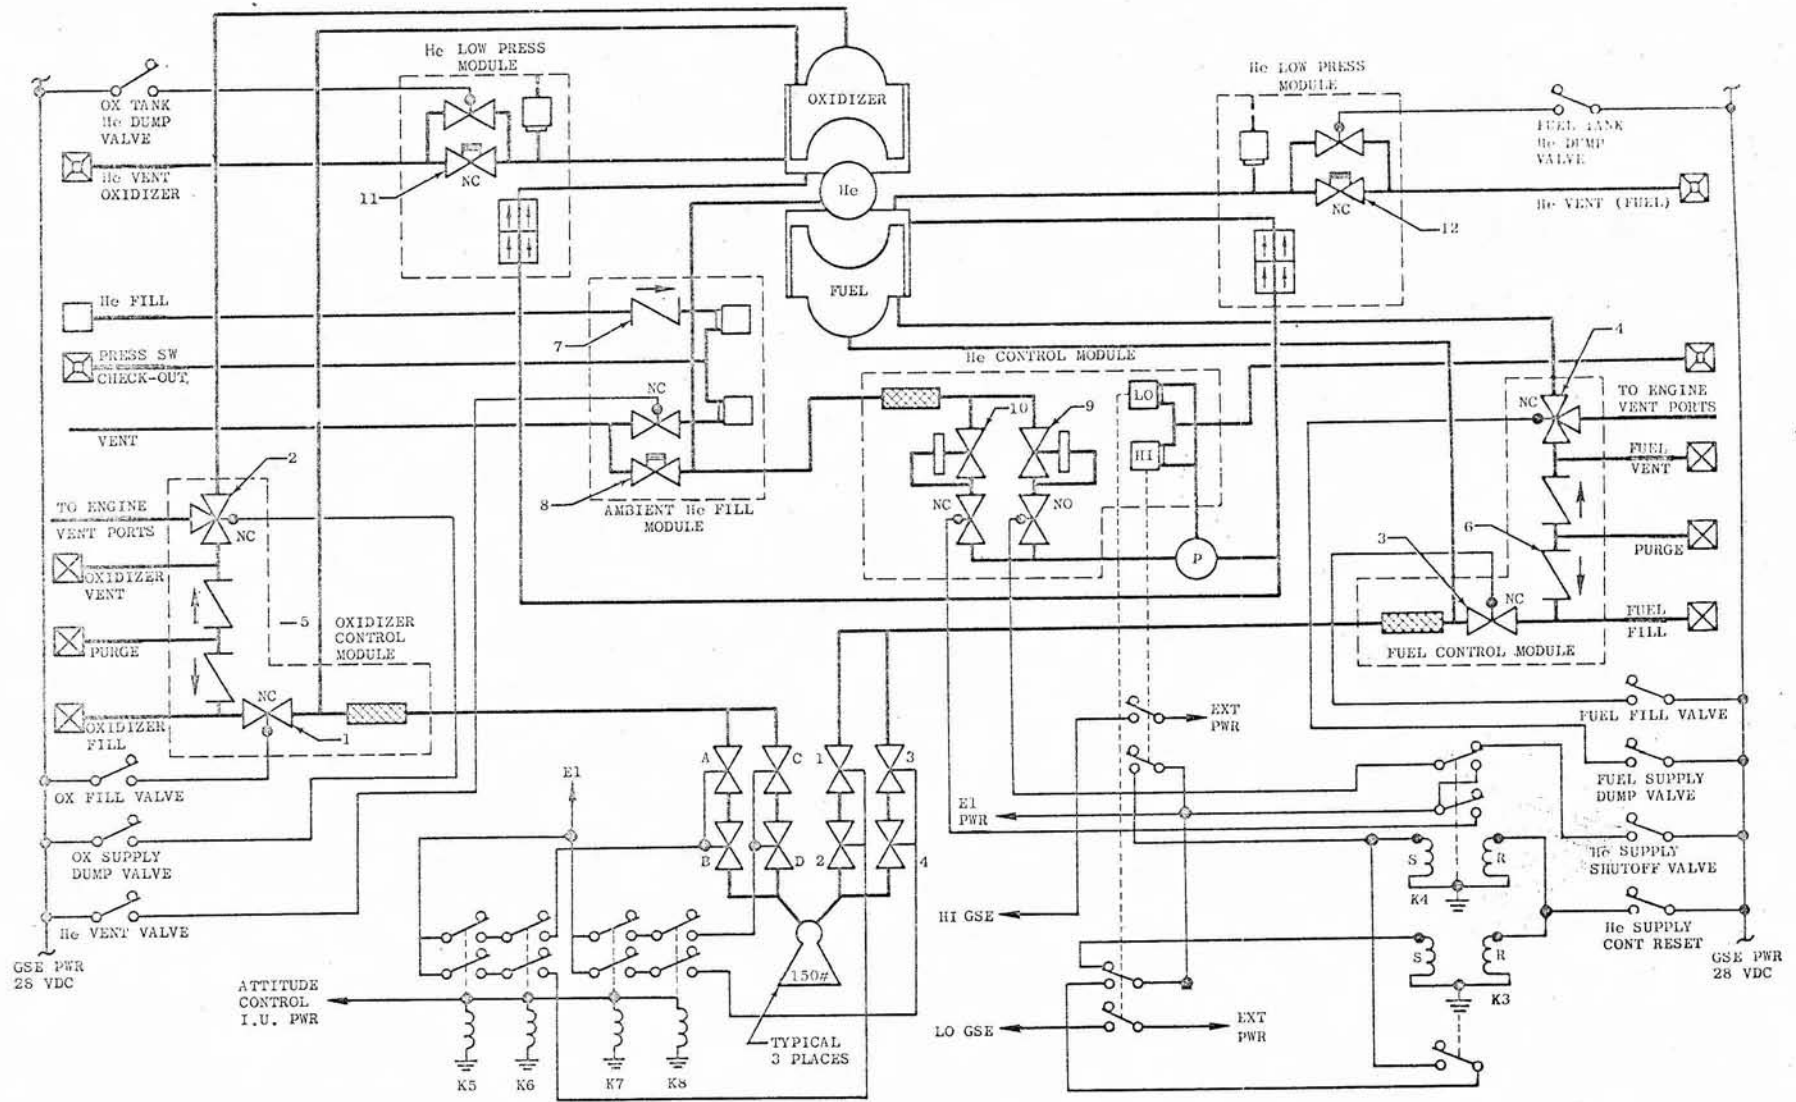 He LOW PRESS
MODULE
OX TANK
He DUMP
VALVE
He VENT
OXIDIZER
NC
11
OXIDIZER
He
FUEL
He LOW PRESS
MODULE
FUEL TANK
He DUMP
VALVE
He VENT (FUEL)
NC
12
He FILL
PRESS SW
CHECK-OUT
VENT
7
NC
8
AMBIENT He FILL
MODULE
He CONTROL MODULE
10
9
LO
HI
NC
NO
P
4
NC
TO ENGINE
VENT PORTS
FUEL
VENT
6
PURGE
3
NC
FUEL
FILL
FUEL CONTROL MODULE
2
TO ENGINE
VENT PORTS
NC
OXIDIZER
VENT
5
OXIDIZER
CONTROL
MODULE
PURGE
NC
OXIDIZER
FILL
1
OX FILL VALVE
OX SUPPLY
DUMP VALVE
He VENT VALVE
GSE PWR
28 VDC
A
C
1
3
B
D
2
4
E1
150#
TYPICAL
3 PLACES
ATTITUDE
CONTROL
I.U. PWR
K5
K6
K7
K8
EXT
PWR
E1
PWR
HI GSE
LO GSE
EXT
PWR
S
R
K4
S
R
K3
FUEL FILL VALVE
FUEL SUPPLY
DUMP VALVE
He SUPPLY
SHUTOFF VALVE
He SUPPLY
CONT RESET
GSE PWR
28 VDC